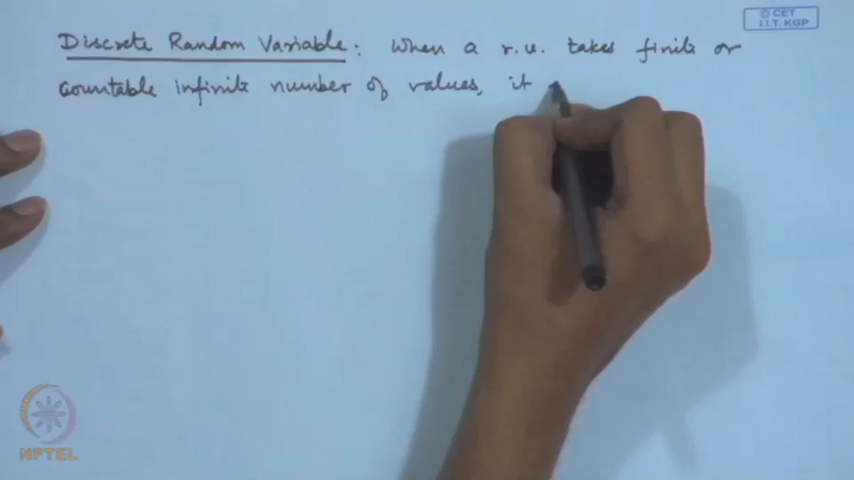 © CET
I.I.T. KGP
Discrete Random Variable : When a r.v. takes finite or
countable infinite number of values, it
NPTEL